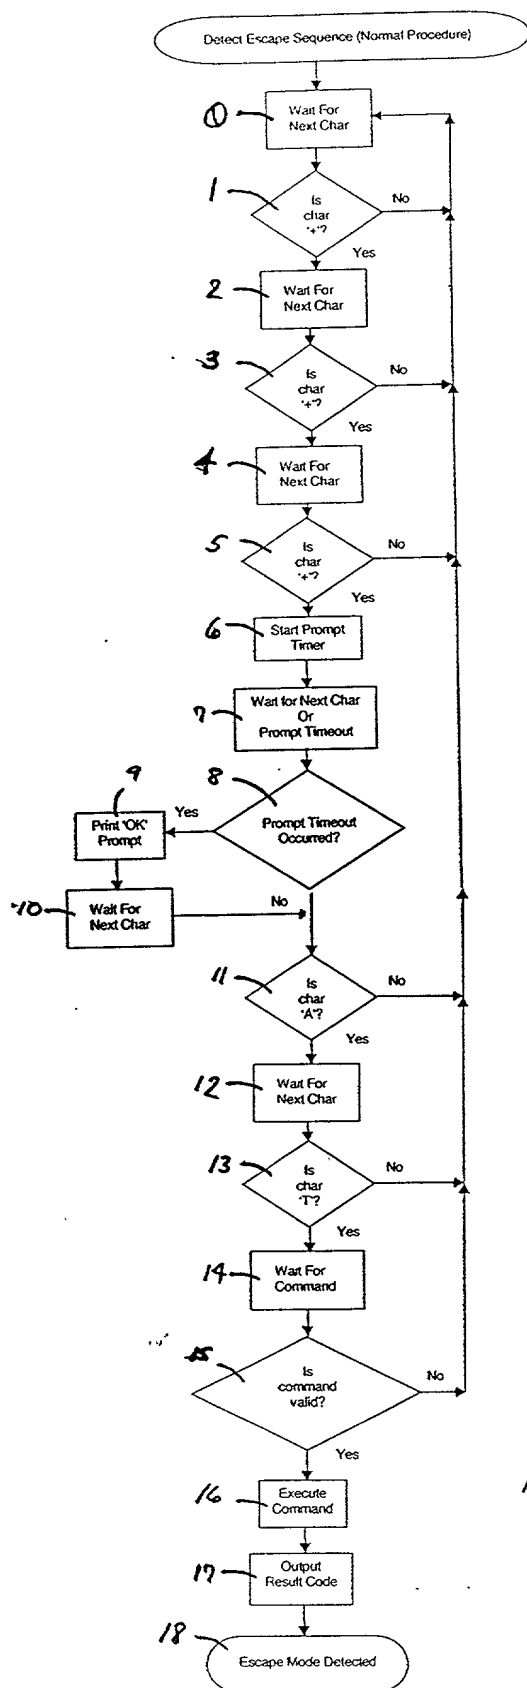 Detect Escape Sequence (Normal Procedure)
0
Wait For
Next Char
1
Is
char
'+'?
No
Yes
2
Wait For
Next Char
3
Is
char
'+'?
No
Yes
4
Wait For
Next Char
5
Is
char
'+'?
No
Yes
6
Start Prompt
Timer
7
Wait for Next Char
Or
Prompt Timeout
8
Prompt Timeout
Occurred?
Yes
9
Print 'OK'
Prompt
10
Wait For
Next Char
No
11
Is
char
'A'?
No
Yes
12
Wait For
Next Char
13
Is
char
'T'?
No
Yes
14
Wait For
Command
15
Is
command
valid?
No
Yes
16
Execute
Command
17
Output
Result Code
18
Escape Mode Detected